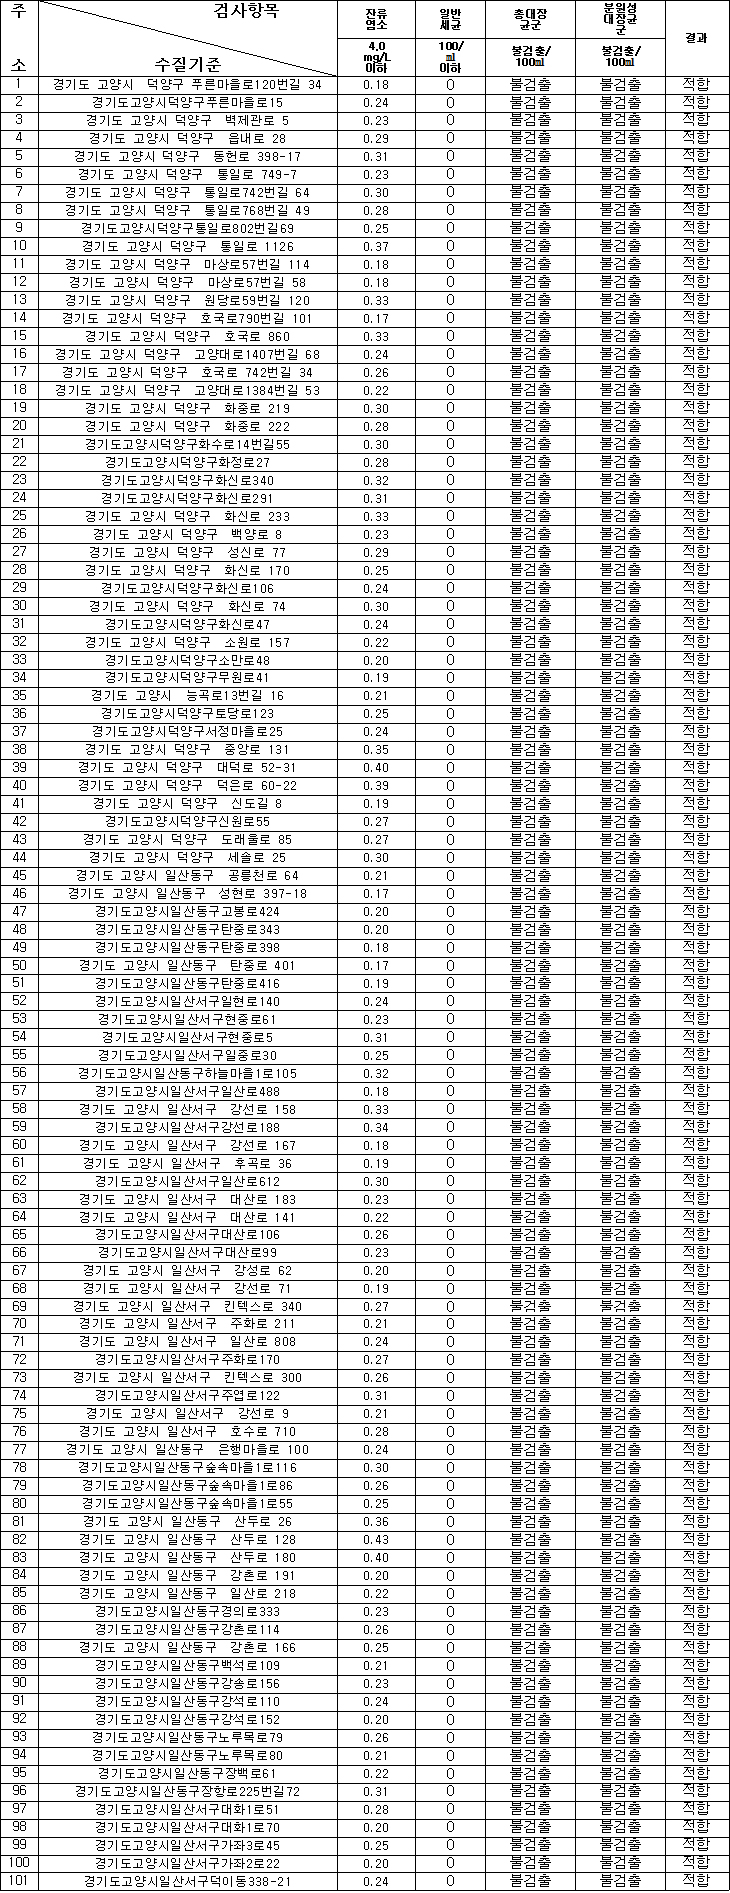 주 검사항목 잔류 염소 일반 세균 총대장 균군 분원성 대장균 군 결과
소 수질기준 4.0 mg/L 이하 100/ ㎖ 이하 불검출/ 100㎖ 불검출/ 100㎖
1 경기도 고양시 덕양구 푸른마을로120번길 34 0.18 0 불검출 불검출 적합
2 경기도고양시덕양구푸른마을로15 0.24 0 불검출 불검출 적합
3 경기도 고양시 덕양구 벽제관로 5 0.23 0 불검출 불검출 적합
4 경기도 고양시 덕양구 읍내로 28 0.29 0 불검출 불검출 적합
5 경기도 고양시 덕양구 동헌로 398-17 0.31 0 불검출 불검출 적합
6 경기도 고양시 덕양구 통일로 749-7 0.23 0 불검출 불검출 적합
7 경기도 고양시 덕양구 통일로742번길 64 0.30 0 불검출 불검출 적합
8 경기도 고양시 덕양구 통일로768번길 49 0.28 0 불검출 불검출 적합
9 경기도고양시덕양구통일로802번길69 0.25 0 불검출 불검출 적합
10 경기도 고양시 덕양구 통일로 1126 0.37 0 불검출 불검출 적합
11 경기도 고양시 덕양구 마상로57번길 114 0.18 0 불검출 불검출 적합
12 경기도 고양시 덕양구 마상로57번길 58 0.18 0 불검출 불검출 적합
13 경기도 고양시 덕양구 원당로59번길 120 0.33 0 불검출 불검출 적합
14 경기도 고양시 덕양구 호국로790번길 101 0.17 0 불검출 불검출 적합
15 경기도 고양시 덕양구 호국로 860 0.33 0 불검출 불검출 적합
16 경기도 고양시 덕양구 고양대로1407번길 68 0.24 0 불검출 불검출 적합
17 경기도 고양시 덕양구 호국로 742번길 34 0.26 0 불검출 불검출 적합
18 경기도 고양시 덕양구 고양대로1384번길 53 0.22 0 불검출 불검출 적합
19 경기도 고양시 덕양구 화중로 219 0.30 0 불검출 불검출 적합
20 경기도 고양시 덕양구 화중로 222 0.28 0 불검출 불검출 적합
21 경기도고양시덕양구화수로14번길55 0.30 0 불검출 불검출 적합
22 경기도고양시덕양구화정로27 0.28 0 불검출 불검출 적합
23 경기도고양시덕양구화신로340 0.32 0 불검출 불검출 적합
24 경기도고양시덕양구화신로291 0.31 0 불검출 불검출 적합
25 경기도 고양시 덕양구 화신로 233 0.33 0 불검출 불검출 적합
26 경기도 고양시 덕양구 백양로 8 0.23 0 불검출 불검출 적합
27 경기도 고양시 덕양구 성신로 77 0.29 0 불검출 불검출 적합
28 경기도 고양시 덕양구 화신로 170 0.25 0 불검출 불검출 적합
29 경기도고양시덕양구화신로106 0.24 0 불검출 불검출 적합
30 경기도 고양시 덕양구 화신로 74 0.30 0 불검출 불검출 적합
31 경기도고양시덕양구화신로47 0.24 0 불검출 불검출 적합
32 경기도 고양시 덕양구 소원로 157 0.22 0 불검출 불검출 적합
33 경기도고양시덕양구소만로48 0.20 0 불검출 불검출 적합
34 경기도고양시덕양구무원로41 0.19 0 불검출 불검출 적합
35 경기도 고양시 능곡로13번길 16 0.21 0 불검출 불검출 적합
36 경기도고양시덕양구토당로123 0.25 0 불검출 불검출 적합
37 경기도고양시덕양구서정마을로25 0.24 0 불검출 불검출 적합
38 경기도 고양시 덕양구 중앙로 131 0.35 0 불검출 불검출 적합
39 경기도 고양시 덕양구 대덕로 52-31 0.40 0 불검출 불검출 적합
40 경기도 고양시 덕양구 덕은로 60-22 0.39 0 불검출 불검출 적합
41 경기도 고양시 덕양구 신도길 8 0.19 0 불검출 불검출 적합
42 경기도고양시덕양구신원로55 0.27 0 불검출 불검출 적합
43 경기도 고양시 덕양구 도래울로 85 0.27 0 불검출 불검출 적합
44 경기도 고양시 덕양구 세솔로 25 0.30 0 불검출 불검출 적합
45 경기도 고양시 일산동구 공릉천로 64 0.21 0 불검출 불검출 적합
46 경기도 고양시 일산동구 성현로 397-18 0.17 0 불검출 불검출 적합
47 경기도고양시일산동구고봉로424 0.20 0 불검출 불검출 적합
48 경기도고양시일산동구탄중로343 0.20 0 불검출 불검출 적합
49 경기도고양시일산동구탄중로398 0.18 0 불검출 불검출 적합
50 경기도 고양시 일산동구 탄중로 401 0.17 0 불검출 불검출 적합
51 경기도고양시일산동구탄중로416 0.19 0 불검출 불검출 적합
52 경기도고양시일산서구일현로140 0.24 0 불검출 불검출 적합
53 경기도고양시일산서구현중로61 0.23 0 불검출 불검출 적합
54 경기도고양시일산서구현중로5 0.31 0 불검출 불검출 적합
55 경기도고양시일산서구일중로30 0.25 0 불검출 불검출 적합
56 경기도고양시일산동구하늘마을1로105 0.32 0 불검출 불검출 적합
57 경기도고양시일산서구일산로488 0.18 0 불검출 불검출 적합
58 경기도 고양시 일산서구 강선로 158 0.33 0 불검출 불검출 적합
59 경기도고양시일산서구강선로188 0.34 0 불검출 불검출 적합
60 경기도 고양시 일산서구 강선로 167 0.18 0 불검출 불검출 적합
61 경기도 고양시 일산서구 후곡로 36 0.19 0 불검출 불검출 적합
62 경기도고양시일산서구일산로612 0.30 0 불검출 불검출 적합
63 경기도 고양시 일산서구 대산로 183 0.23 0 불검출 불검출 적합
64 경기도 고양시 일산서구 대산로 141 0.22 0 불검출 불검출 적합
65 경기도고양시일산서구대산로106 0.26 0 불검출 불검출 적합
66 경기도고양시일산서구대산로99 0.23 0 불검출 불검출 적합
67 경기도 고양시 일산서구 강성로 62 0.20 0 불검출 불검출 적합
68 경기도 고양시 일산서구 강선로 71 0.19 0 불검출 불검출 적합
69 경기도 고양시 일산서구 킨텍스로 340 0.27 0 불검출 불검출 적합
70 경기도 고양시 일산서구 주화로 211 0.21 0 불검출 불검출 적합
71 경기도 고양시 일산서구 일산로 808 0.24 0 불검출 불검출 적합
72 경기도고양시일산서구주화로170 0.27 0 불검출 불검출 적합
73 경기도 고양시 일산서구 킨텍스로 300 0.26 0 불검출 불검출 적합
74 경기도고양시일산서구주엽로122 0.31 0 불검출 불검출 적합
75 경기도 고양시 일산서구 강선로 9 0.21 0 불검출 불검출 적합
76 경기도 고양시 일산서구 호수로 710 0.28 0 불검출 불검출 적합
77 경기도 고양시 일산동구 은행마을로 100 0.24 0 불검출 불검출 적합
78 경기도고양시일산동구숲속마을1로116 0.30 0 불검출 불검출 적합
79 경기도고양시일산동구숲속마을1로86 0.26 0 불검출 불검출 적합
80 경기도고양시일산동구숲속마을1로55 0.25 0 불검출 불검출 적합
81 경기도 고양시 일산동구 산두로 26 0.36 0 불검출 불검출 적합
82 경기도 고양시 일산동구 산두로 128 0.43 0 불검출 불검출 적합
83 경기도 고양시 일산동구 산두로 180 0.40 0 불검출 불검출 적합
84 경기도 고양시 일산동구 강촌로 191 0.20 0 불검출 불검출 적합
85 경기도 고양시 일산동구 일산로 218 0.22 0 불검출 불검출 적합
86 경기도고양시일산동구경의로333 0.23 0 불검출 불검출 적합
87 경기도고양시일산동구강촌로114 0.26 0 불검출 불검출 적합
88 경기도 고양시 일산동구 강촌로 166 0.25 0 불검출 불검출 적합
89 경기도고양시일산동구백석로109 0.21 0 불검출 불검출 적합
90 경기도고양시일산동구강송로156 0.23 0 불검출 불검출 적합
91 경기도고양시일산동구강석로110 0.24 0 불검출 불검출 적합
92 경기도고양시일산동구강석로152 0.20 0 불검출 불검출 적합
93 경기도고양시일산동구노루목로79 0.26 0 불검출 불검출 적합
94 경기도고양시일산동구노루목로80 0.21 0 불검출 불검출 적합
95 경기도고양시일산동구장백로61 0.22 0 불검출 불검출 적합
96 경기도고양시일산동구장항로225번길72 0.31 0 불검출 불검출 적합
97 경기도고양시일산서구대화1로51 0.28 0 불검출 불검출 적합
98 경기도고양시일산서구대화1로70 0.20 0 불검출 불검출 적합
99 경기도고양시일산서구가좌3로45 0.25 0 불검출 불검출 적합
100 경기도고양시일산서구가좌2로22 0.20 0 불검출 불검출 적합
101 경기도고양시일산서구덕이동338-21 0.24 0 불검출 불검출 적합